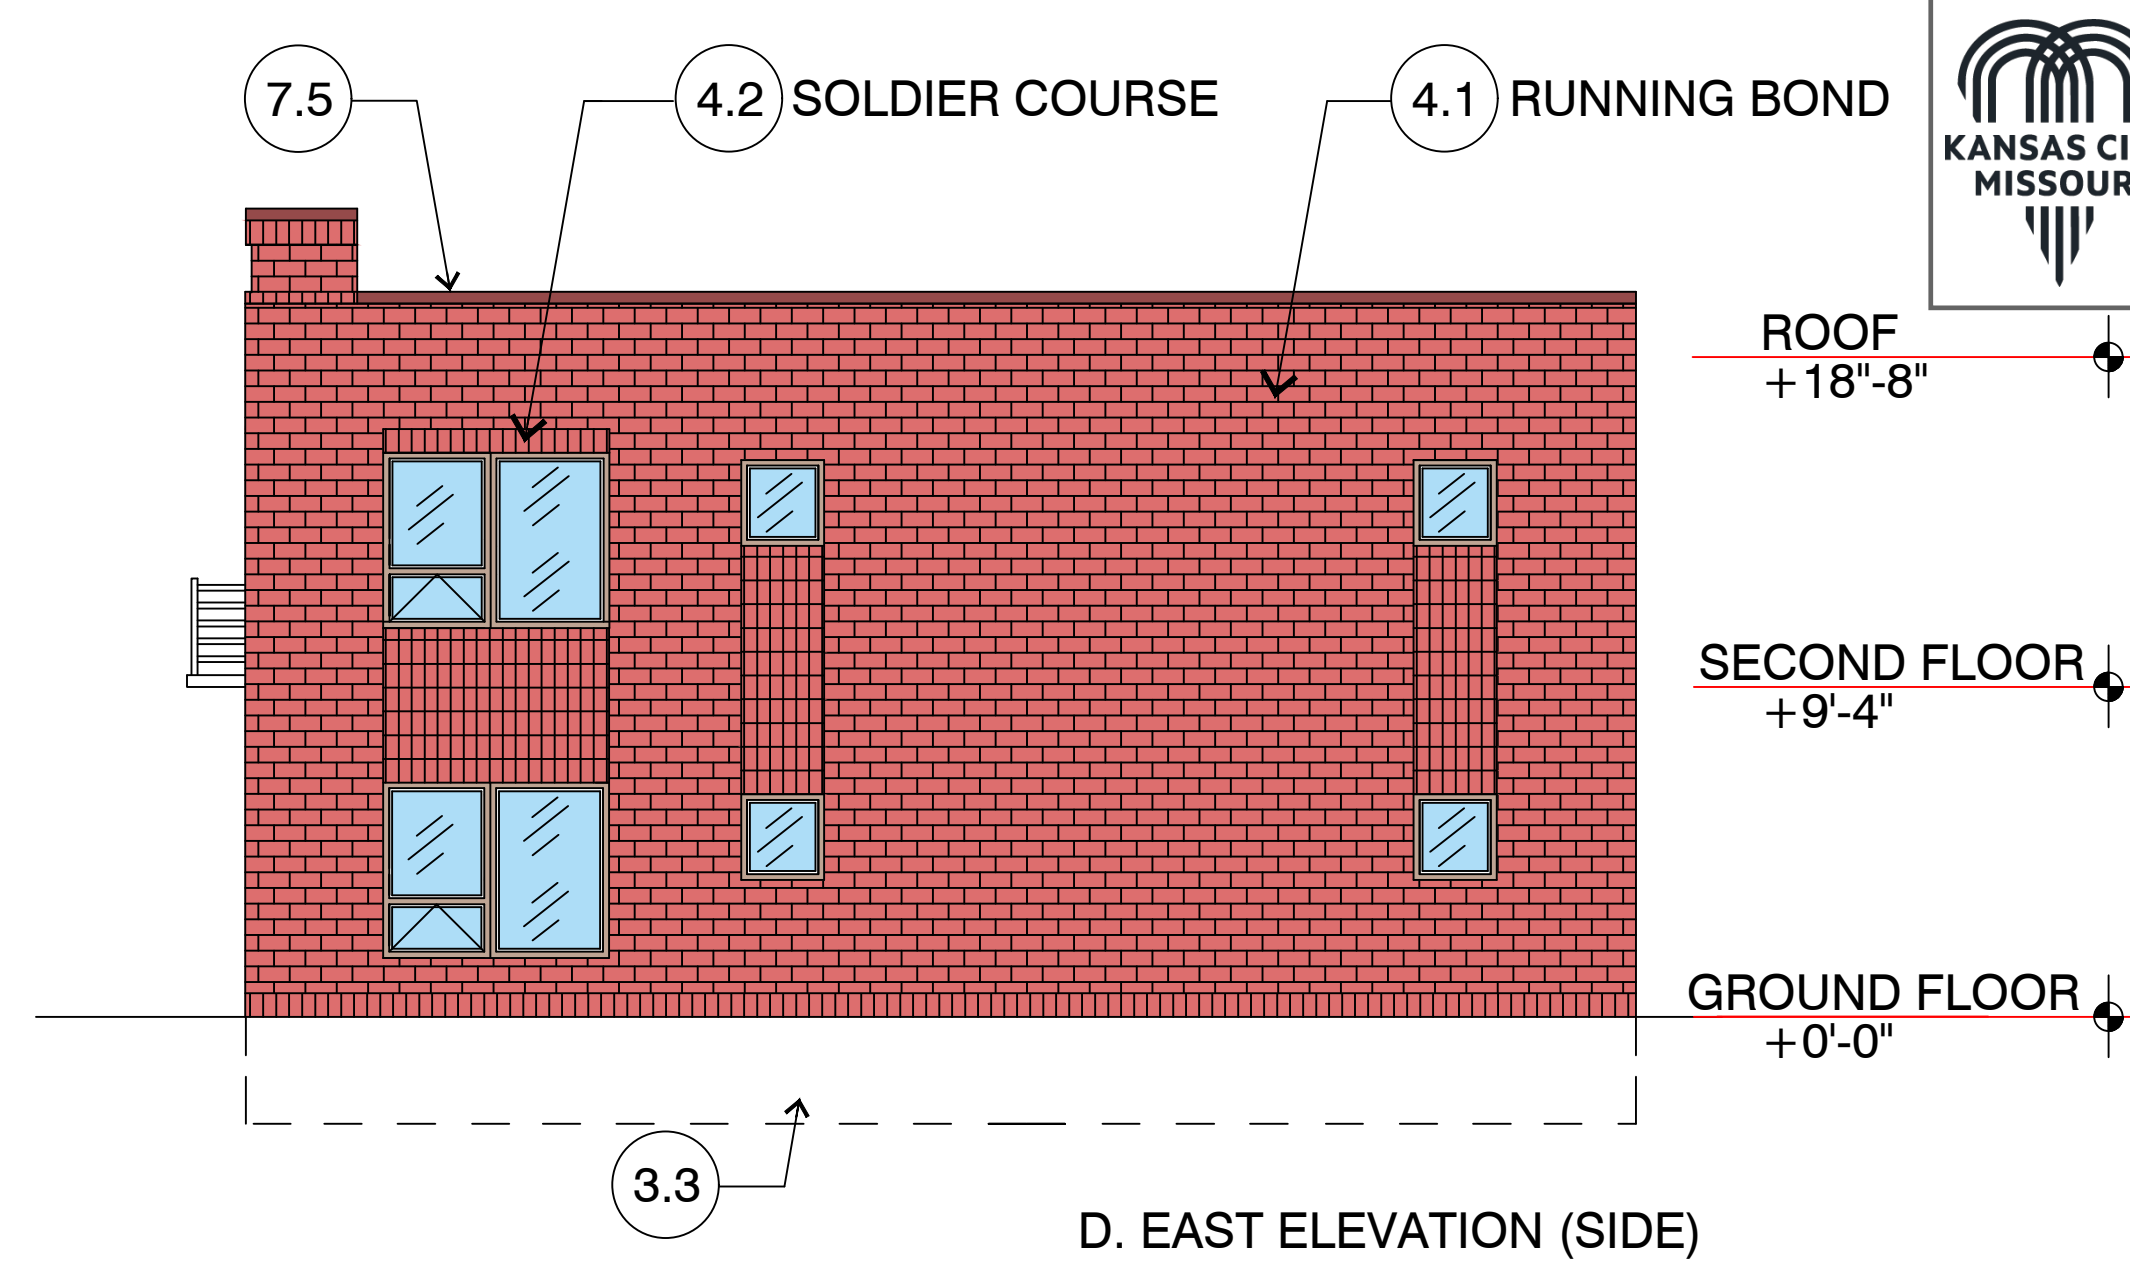 7.5
4.2 SOLDIER COURSE
4.1 RUNNING BOND
KANSAS CI
MISSOUR
ROOF
+18"-8"
SECOND FLOOR
+9'-4"
GROUND FLOOR
+0'-0"
3.3
D. EAST ELEVATION (SIDE)